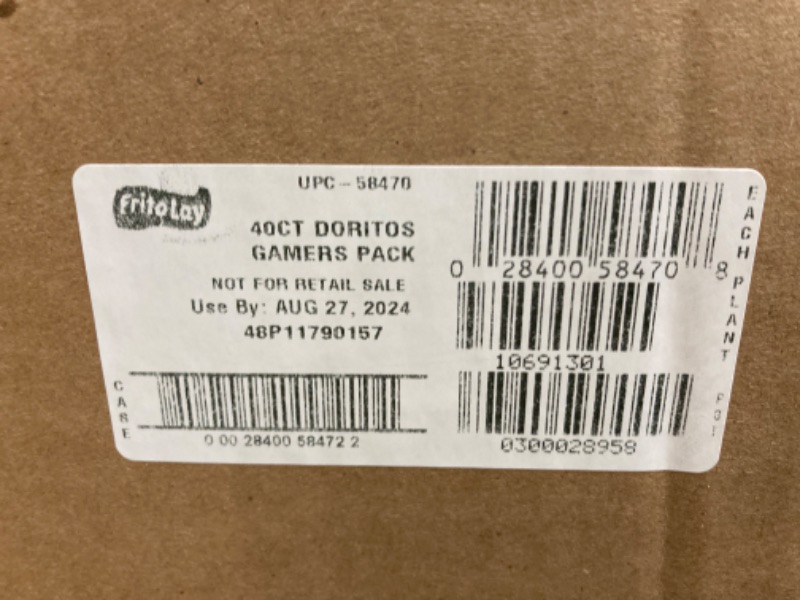 UPC - 58470
FritoLay
40CT DORITOS
GAMERS PACK
NOT FOR RETAIL SALE
Use By: AUG 27, 2024
48P11790157
CASE
0 00 28400 58472 2
0 28400 58470 8
10691301
0300028958
EACH PLANT